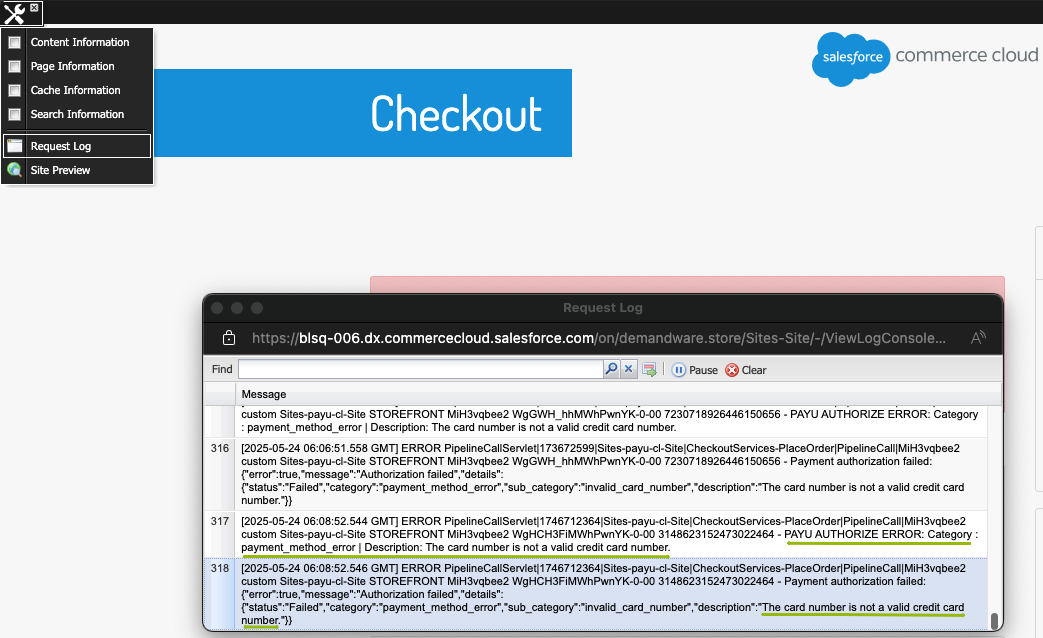 Content Information
Page Information
Cache Information
Search Information
Request Log
Site Preview
salesforce commerce cloud
Checkout
Request Log
https://blsq-006.dx.commercecloud.salesforce.com/on/demandware.store/Sites-Site/-/ViewLogConsole...
Find
Pause
Clear
Message
custom Sites-payu-cl-Site STOREFRONT MiH3vqbee2 WgGWH_hhMWhPwnYK-0-00 7230718926446150656 - PAYU AUTHORIZE ERROR: Category
: payment_method_error | Description: The card number is not a valid credit card number.
316 [2025-05-24 06:06:51.558 GMT] ERROR PipelineCallServlet|173672599|Sites-payu-cl-Site|CheckoutServices-PlaceOrder|PipelineCall|MiH3vqbee2
custom Sites-payu-cl-Site STOREFRONT MiH3vqbee2 WgGWH_hhMWhPwnYK-0-00 7230718926446150656 - Payment authorization failed:
{"error":true,"message":"Authorization failed","details":
{"status":"Failed","category":"payment_method_error","sub_category":"invalid_card_number","description":"The card number is not a valid credit card
number."}}
317 [2025-05-24 06:08:52.544 GMT] ERROR PipelineCallServlet|1746712364|Sites-payu-cl-Site|CheckoutServices-PlaceOrder|PipelineCall|MiH3vqbee2
custom Sites-payu-cl-Site STOREFRONT MiH3vqbee2 WgHCH3FiMWhPwnYK-0-00 3148623152473022464 - PAYU AUTHORIZE ERROR: Category :
payment_method_error | Description: The card number is not a valid credit card number.
318 [2025-05-24 06:08:52.546 GMT] ERROR PipelineCallServlet|1746712364|Sites-payu-cl-Site|CheckoutServices-PlaceOrder|PipelineCall|MiH3vqbee2
custom Sites-payu-cl-Site STOREFRONT MiH3vqbee2 WgHCH3FiMWhPwnYK-0-00 3148623152473022464 - Payment authorization failed:
{"error":true,"message":"Authorization failed","details":
{"status":"Failed","category":"payment_method_error","sub_category":"invalid_card_number","description":"The card number is not a valid credit card
number."}}